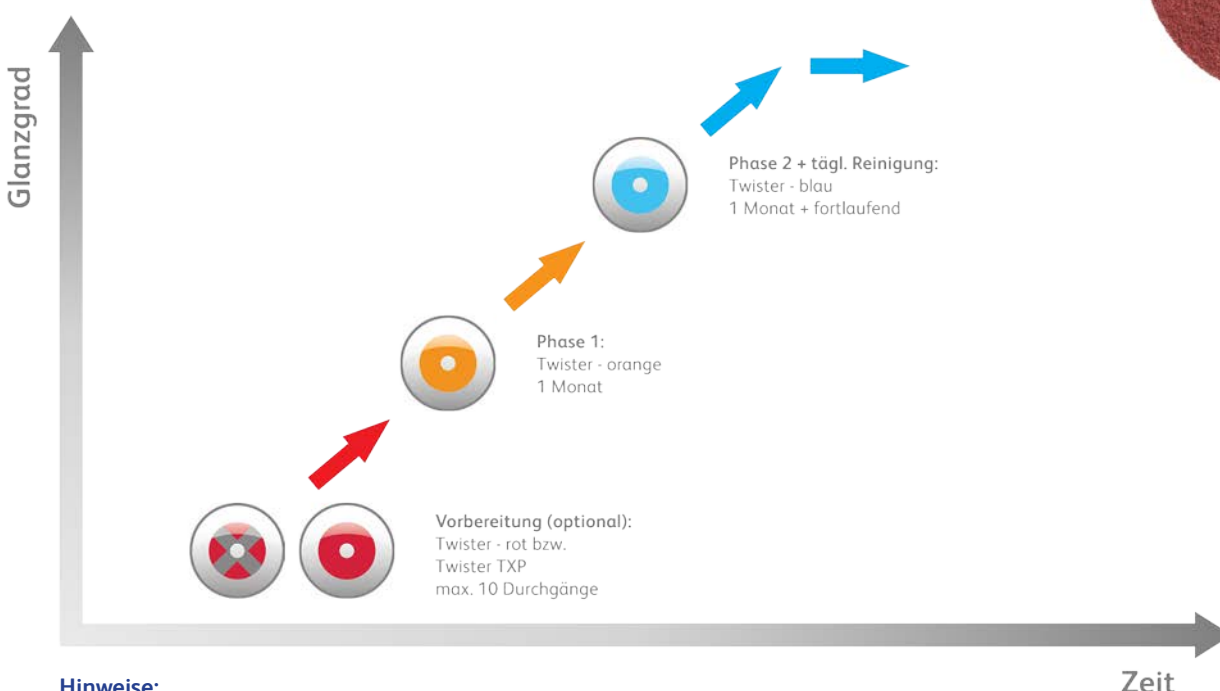 Glanzgrad
Phase 2 + tägl. Reinigung:
Twister - blau
1 Monat + fortlaufend
Phase 1:
Twister - orange
1 Monat
Vorbereitung (optional):
Twister - rot bzw.
Twister TXP
max. 10 Durchgänge
Zeit
Hinweise: